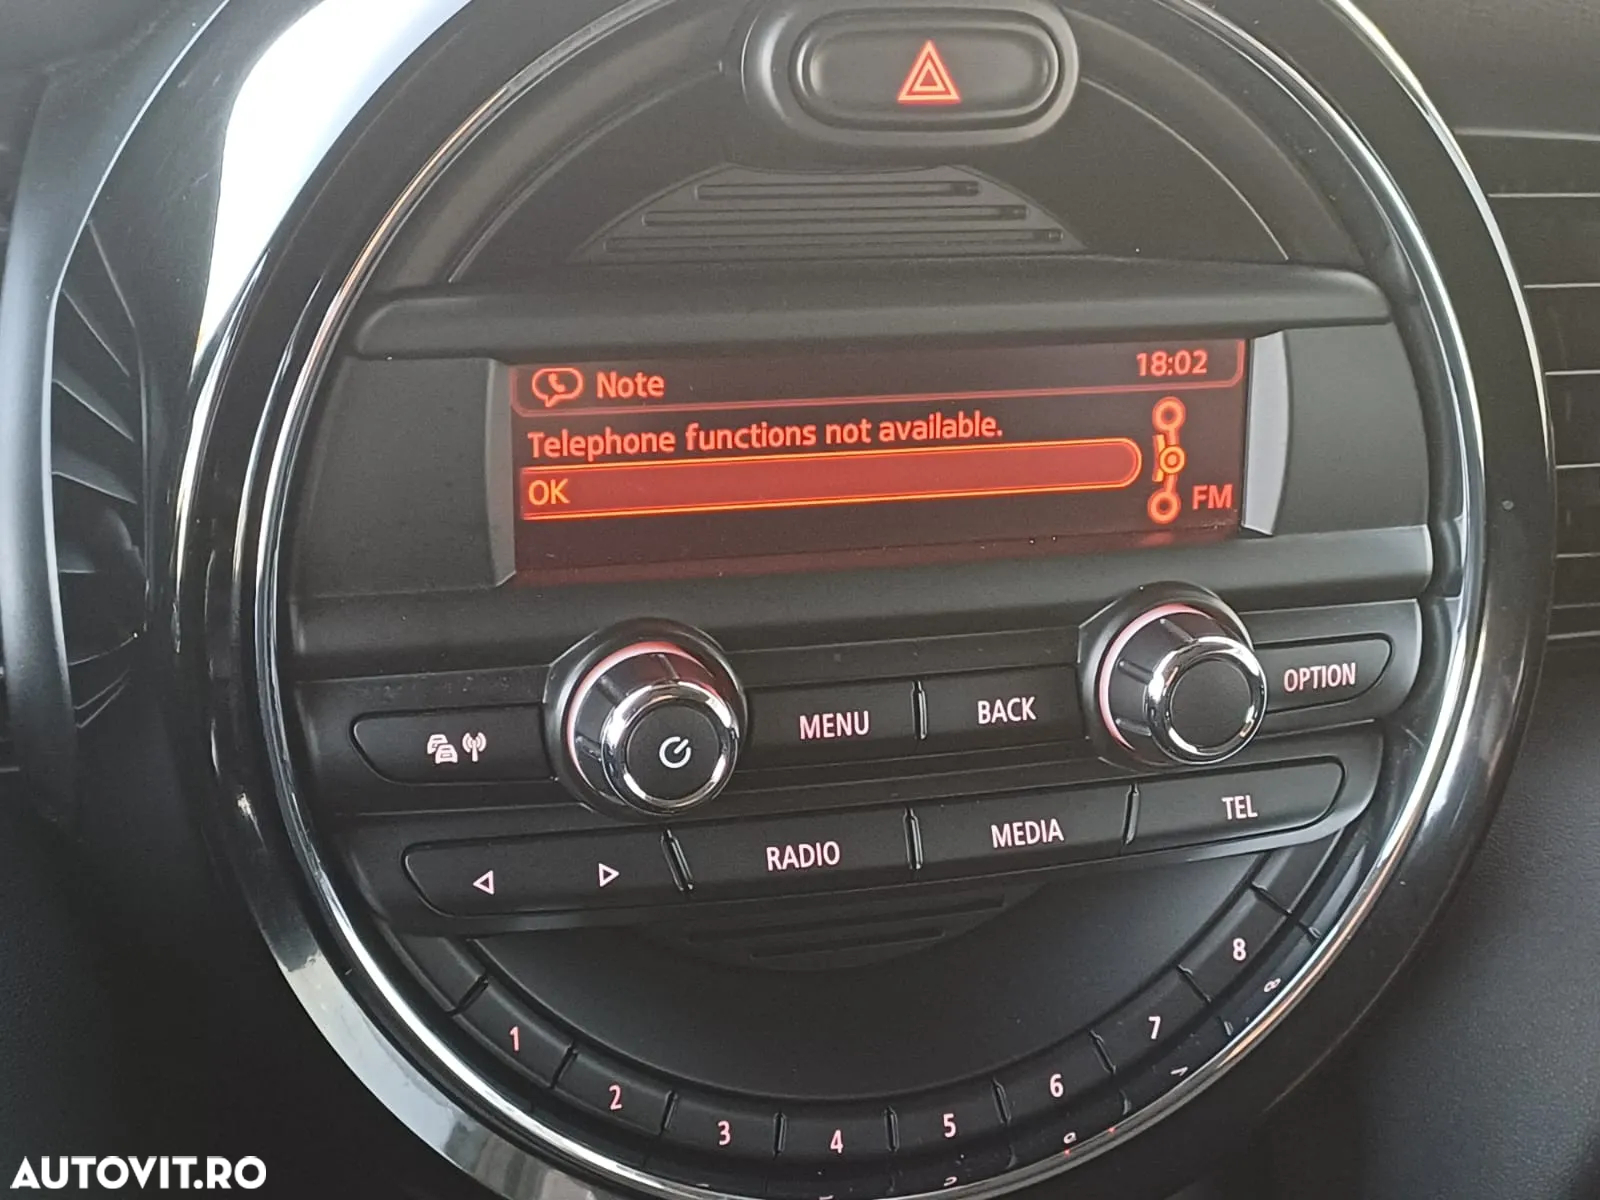 Note 18:02
Telephone functions not available.
OK
FM
MENU BACK OPTION
RADIO MEDIA TEL
1 2 3 4 5 6 7 8
AUTOVIT.RO